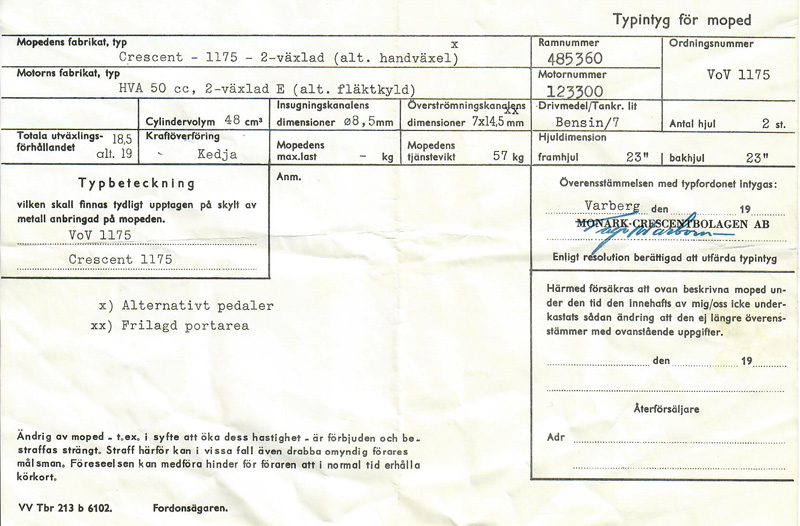 Typintyg för moped
Mopedens fabrikat, typ x
Crescent - 1175 - 2-växlad (alt. handväxel)
Ramnummer
485360
Ordningsnummer
VoV 1175
Motorns fabrikat, typ
HVA 50 cc, 2-växlad E (alt. fläktkyld)
Motornummer
123300
Cylindervolym 48 cm³
Insugningskanalens
dimensioner ø8,5mm
Överströmningskanalens xx
dimensioner 7x14,5 mm
Drivmedel/Tankr. lit
Bensin/7
Antal hjul 2 st.
Totala utväxlings-
förhållandet 18,5
alt. 19
Kraftöverföring
Kedja
Mopedens
max.last - kg
Mopedens
tjänstevikt 57 kg
Hjuldimension
framhjul 23"
bakhjul 23"
Typbeteckning
vilken skall finnas tydligt upptagen på skylt av
metall anbringad på mopeden.
VoV 1175
Crescent 1175
Anm.
Överensstämmelsen med typfordonet intygas:
Varberg den 19
MONARK-CRESCENTBOLAGEN AB
Enligt resolution berättigad att utfärda typintyg
x) Alternativt pedaler
xx) Frilagd portarea
Härmed försäkras att ovan beskrivna moped un-
der den tid den innehafts av mig/oss icke under-
kastats sådan ändring att den ej längre överens-
stämmer med ovanstående uppgifter.
den 19
Återförsäljare
Adr
Ändrig av moped - t.ex. i syfte att öka dess hastighet - är förbjuden och be-
straffas strängt. Straff härför kan i vissa fall även drabba omyndig förares
målsman. Föreseelsen kan medföra hinder för föraren att i normal tid erhålla
körkort.
VV Tbr 213 b 6102. Fordonsägaren.